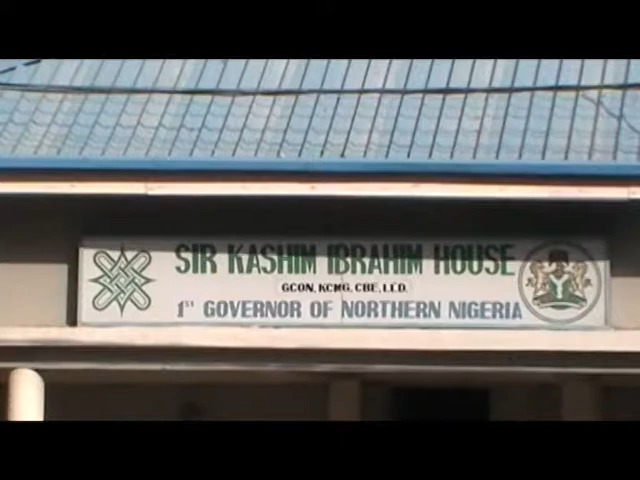 SIR KASHIM IBRAHIM HOUSE
GCON, KCMG, CBE, LLD.
1ST GOVERNOR OF NORTHERN NIGERIA